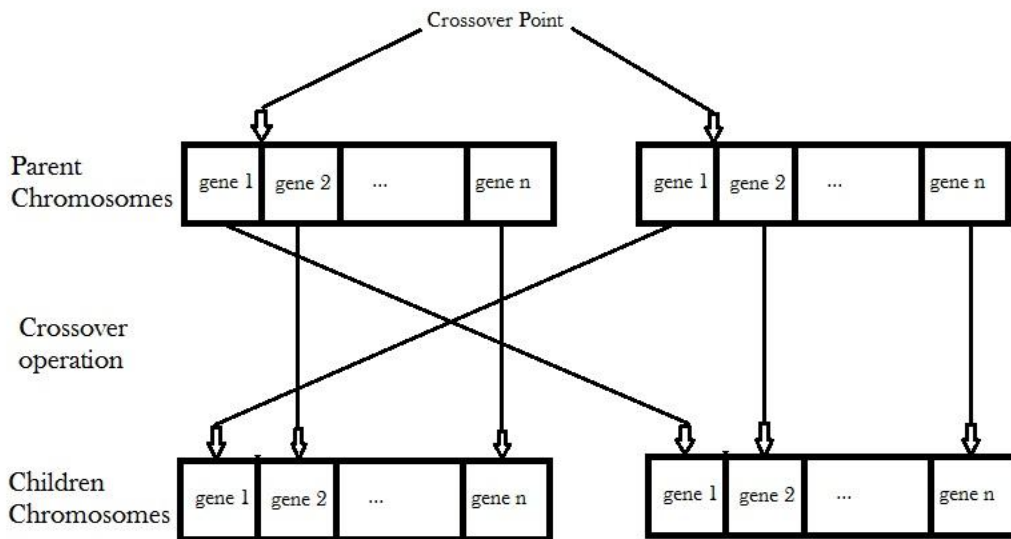 Crossover Point
Parent
Chromosomes
gene 1 gene 2 ... gene n
gene 1 gene 2 ... gene n
Crossover
operation
Children
Chromosomes
gene 1 gene 2 ... gene n
gene 1 gene 2 ... gene n